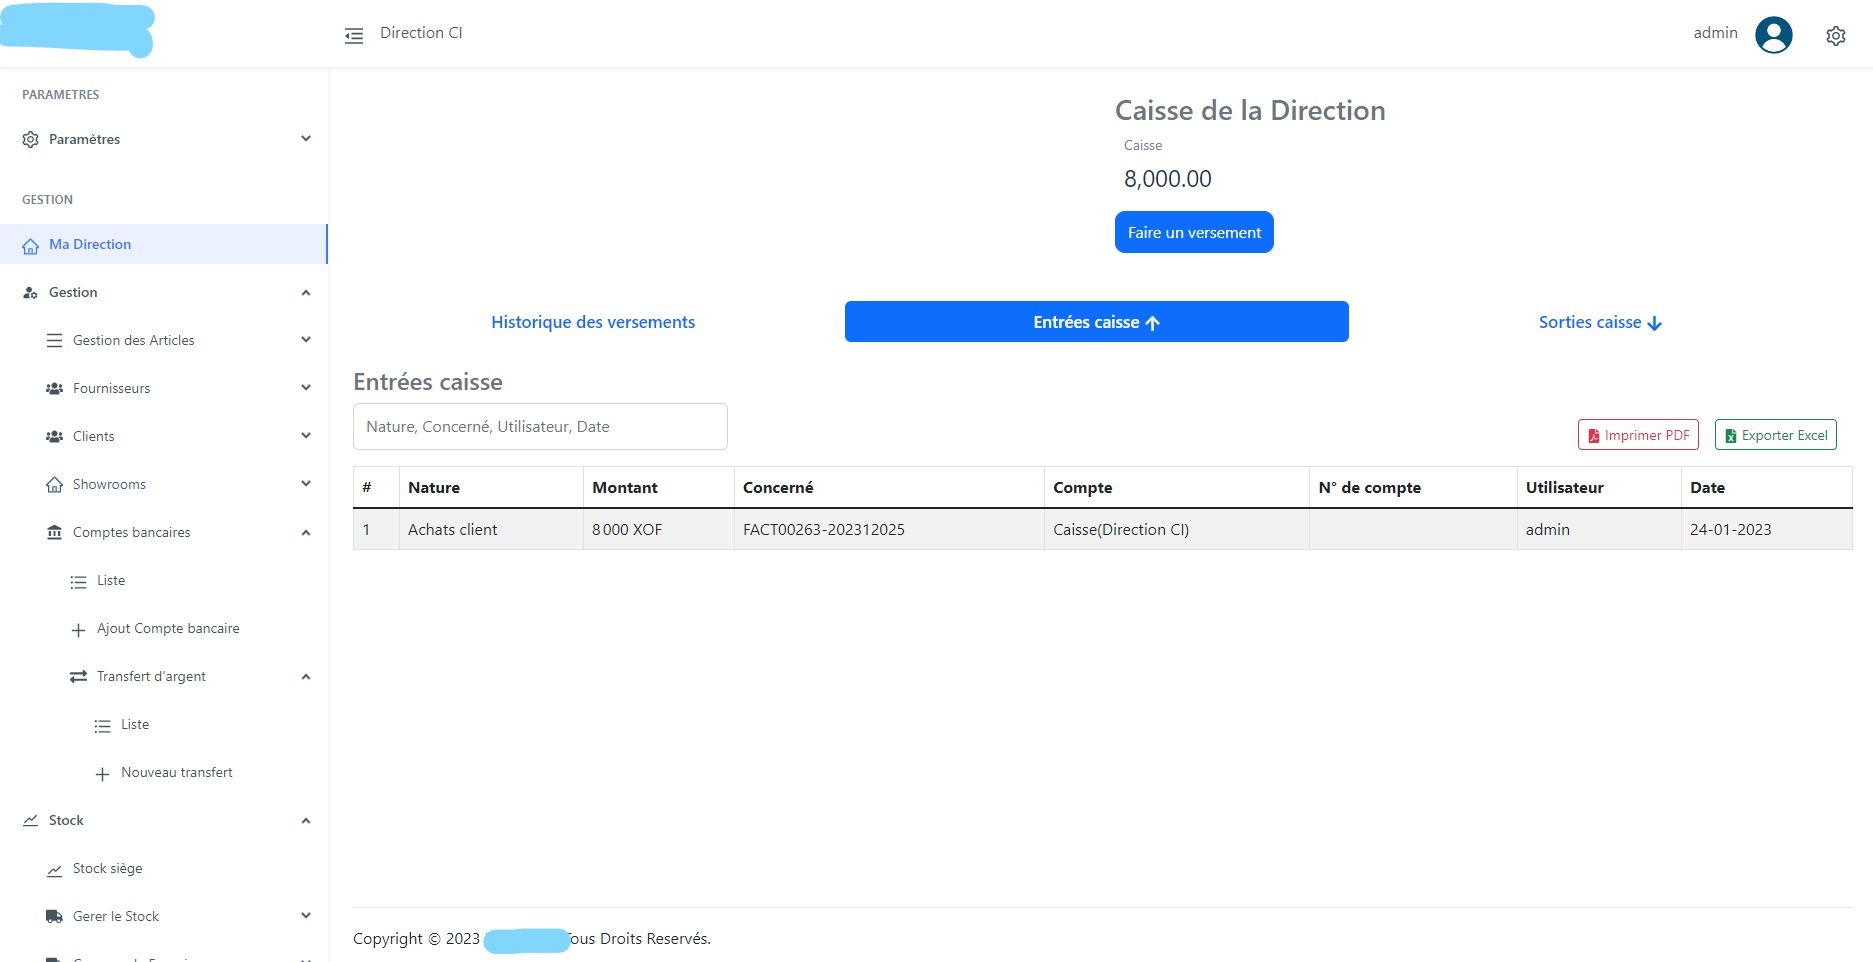 Direction CI
admin
PARAMETRES
Paramètres
GESTION
Ma Direction
Gestion
Gestion des Articles
Fournisseurs
Clients
Showrooms
Comptes bancaires
Liste
Ajout Compte bancaire
Transfert d'argent
Liste
Nouveau transfert
Stock
Stock siège
Gerer le Stock
Caisse de la Direction
Caisse
8,000.00
Faire un versement
Historique des versements
Entrées caisse
Sorties caisse
Entrées caisse
Nature, Concerné, Utilisateur, Date
Imprimer PDF
Exporter Excel
# Nature Montant Concerné Compte N° de compte Utilisateur Date
1 Achats client 8 000 XOF FACT00263-202312025 Caisse(Direction CI) admin 24-01-2023
Copyright © 2023 Tous Droits Reservés.